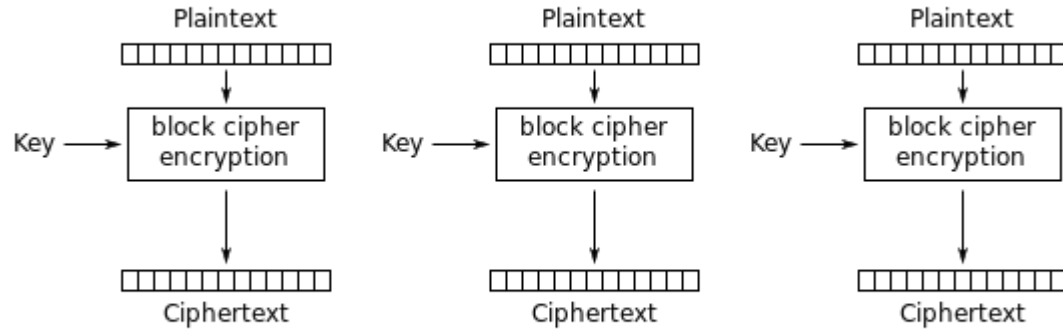 Plaintext Plaintext Plaintext
Key block cipher encryption Key block cipher encryption Key block cipher encryption
Ciphertext Ciphertext Ciphertext